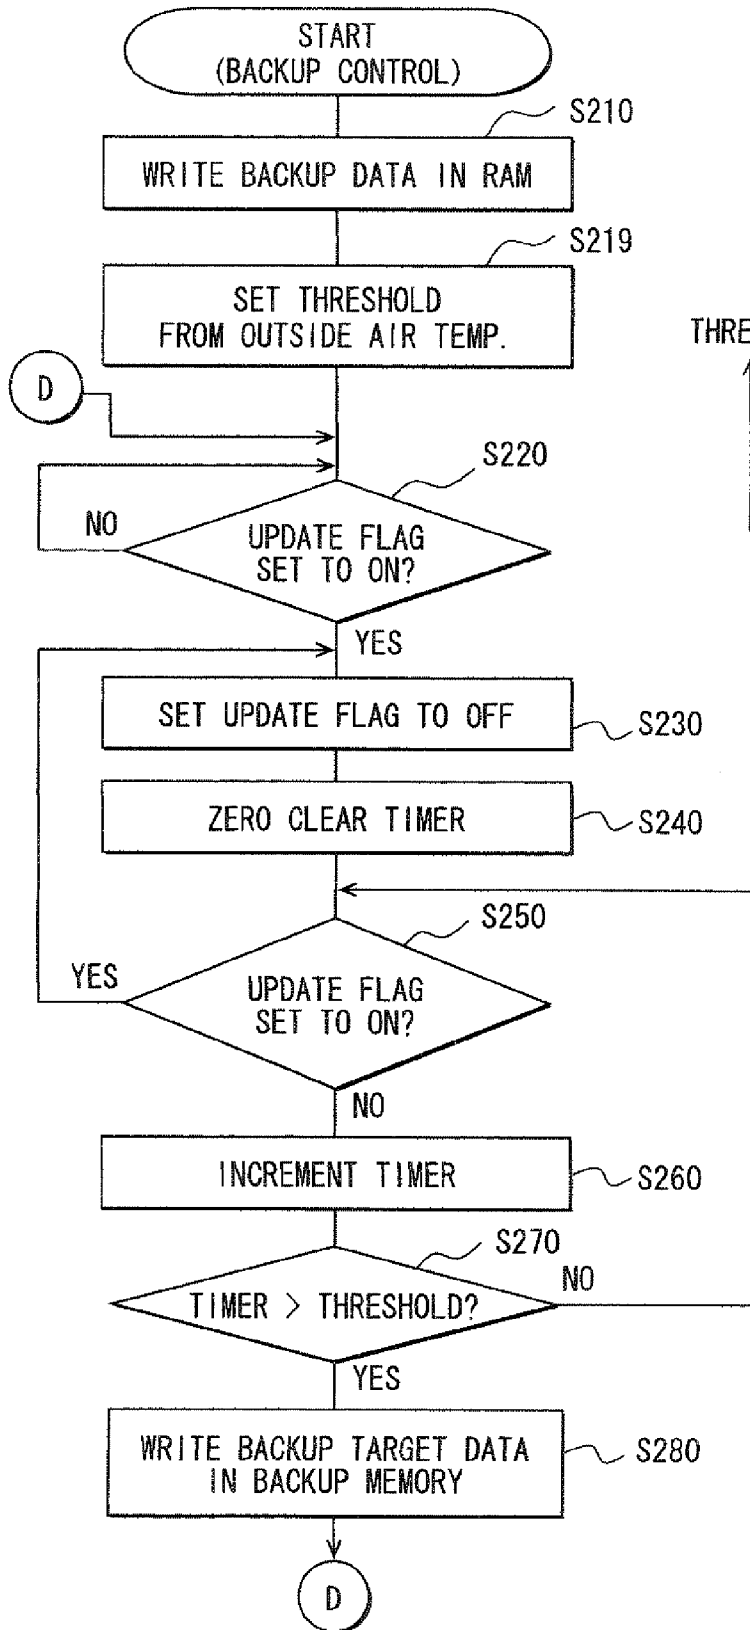 START
(BACKUP CONTROL)
S210
WRITE BACKUP DATA IN RAM
S219
SET THRESHOLD
FROM OUTSIDE AIR TEMP.
THRE
D
S220
NO
UPDATE FLAG
SET TO ON?
YES
SET UPDATE FLAG TO OFF
S230
ZERO CLEAR TIMER
S240
S250
YES
UPDATE FLAG
SET TO ON?
NO
INCREMENT TIMER
S260
S270
NO
TIMER > THRESHOLD?
YES
WRITE BACKUP TARGET DATA
IN BACKUP MEMORY
S280
D